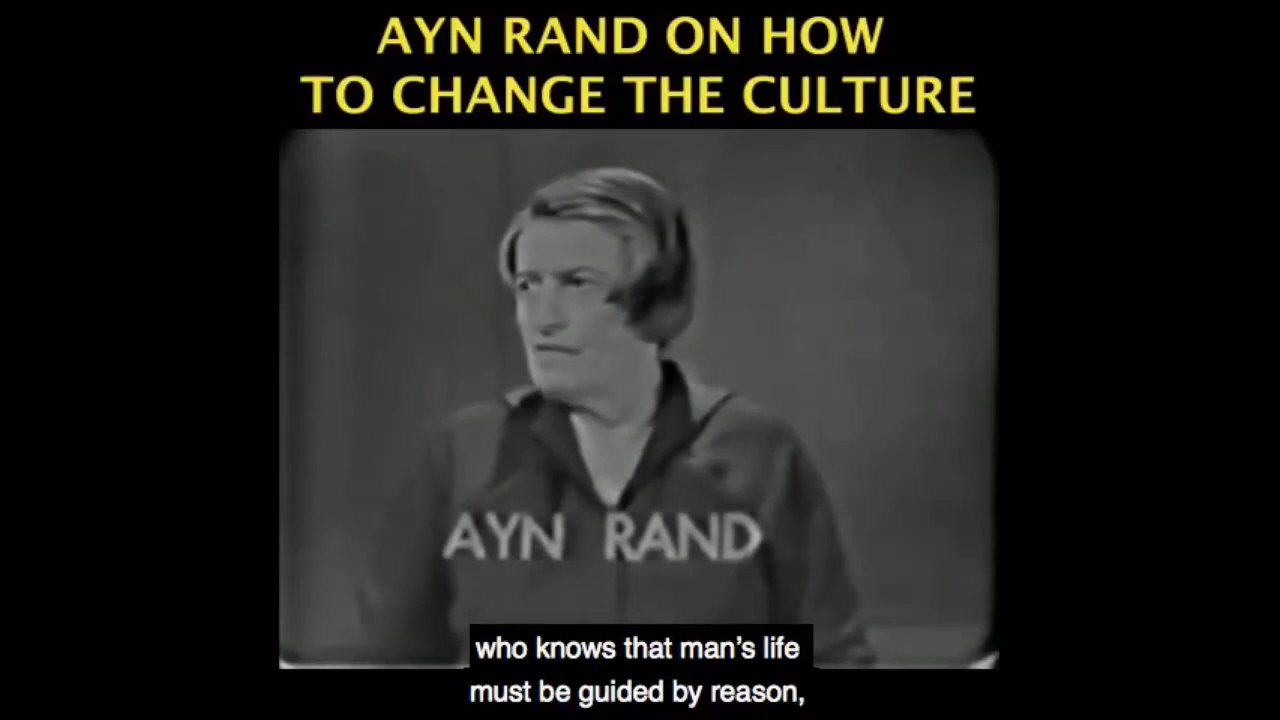 AYN RAND ON HOW
TO CHANGE THE CULTURE
AYN RAND
who knows that man's life
must be guided by reason,